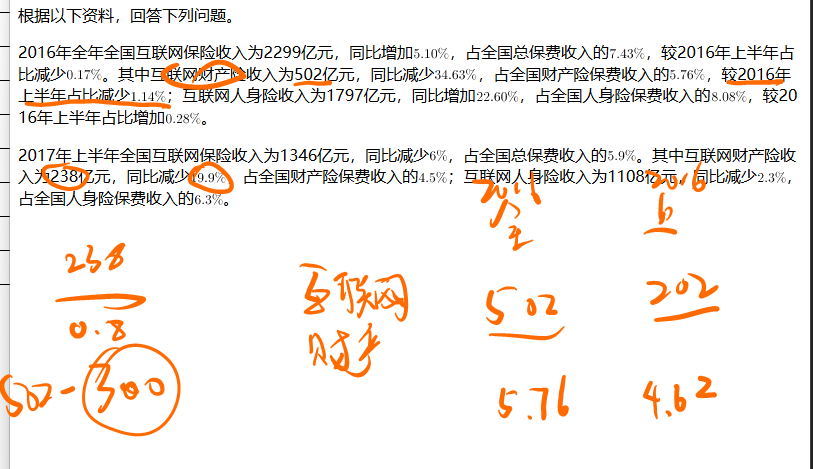 根据以下资料，回答下列问题。
2016年全年全国互联网保险收入为2299亿元，同比增加5.10%，占全国总保费收入的7.43%，较2016年上半年占
比减少0.17%。其中互联网财产险收入为502亿元，同比减少34.63%，占全国财产险保费收入的5.76%，较2016年
上半年占比减少1.14%；互联网人身险收入为1797亿元，同比增加22.60%，占全国人身险保费收入的8.08%，较20
16年上半年占比增加0.28%。
2017年上半年全国互联网保险收入为1346亿元，同比减少6%，占全国总保费收入的5.9%。其中互联网财产险收
入为238亿元，同比减少19.9%，占全国财产险保费收入的4.5%；互联网人身险收入为1108亿元，同比减少2.3%，
占全国人身险保费收入的6.3%。
2016 2016
238
0.8
互联网 502 202
502-300
5.76 4.62